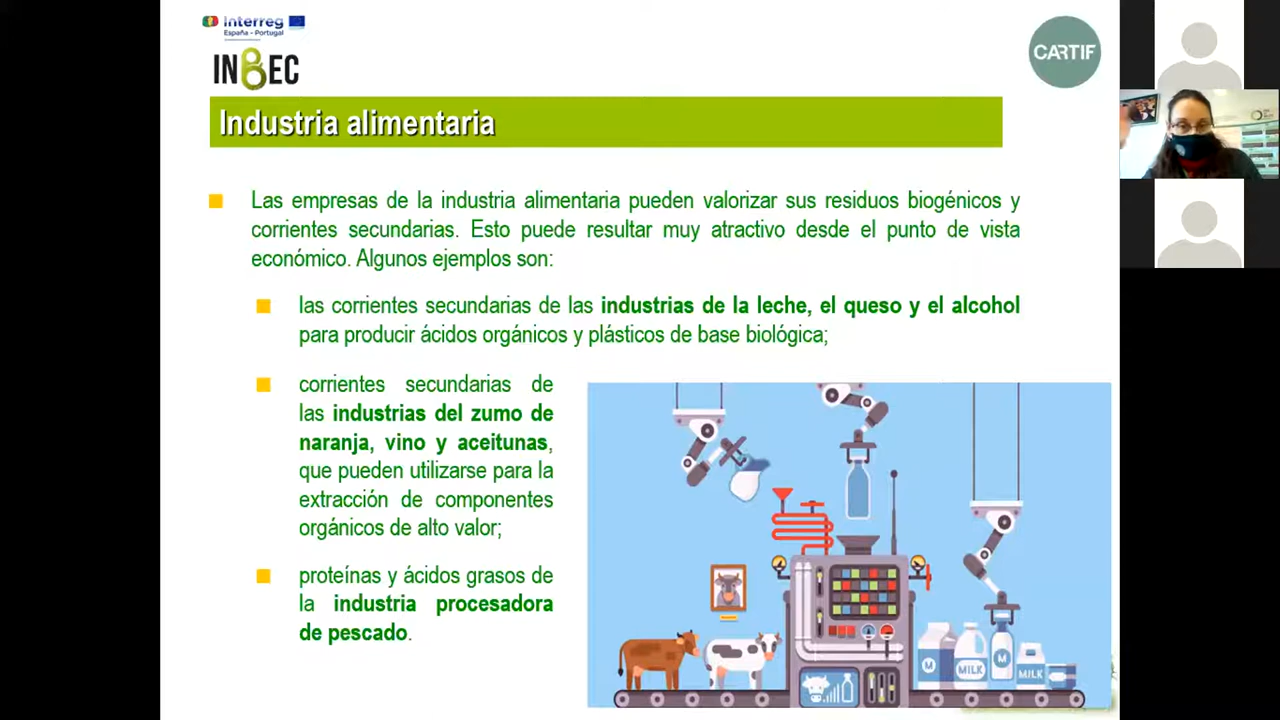 Interreg
España - Portugal
INBEC
CARTIF
Industria alimentaria
Las empresas de la industria alimentaria pueden valorizar sus residuos biogénicos y
corrientes secundarias. Esto puede resultar muy atractivo desde el punto de vista
económico. Algunos ejemplos son:
las corrientes secundarias de las industrias de la leche, el queso y el alcohol
para producir ácidos orgánicos y plásticos de base biológica;
corrientes secundarias de
las industrias del zumo de
naranja, vino y aceitunas,
que pueden utilizarse para la
extracción de componentes
orgánicos de alto valor;
proteínas y ácidos grasos de
la industria procesadora
de pescado.
M
MILK
M
MILK